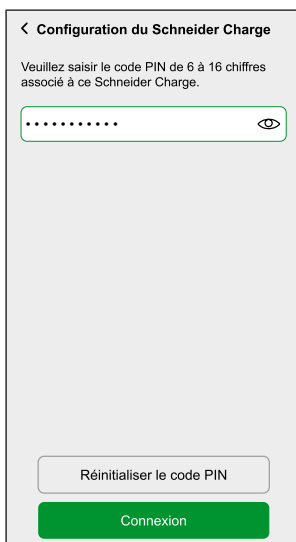 Configuration du Schneider Charge
Veuillez saisir le code PIN de 6 à 16 chiffres
associé à ce Schneider Charge.
•••••••••••
Réinitialiser le code PIN
Connexion